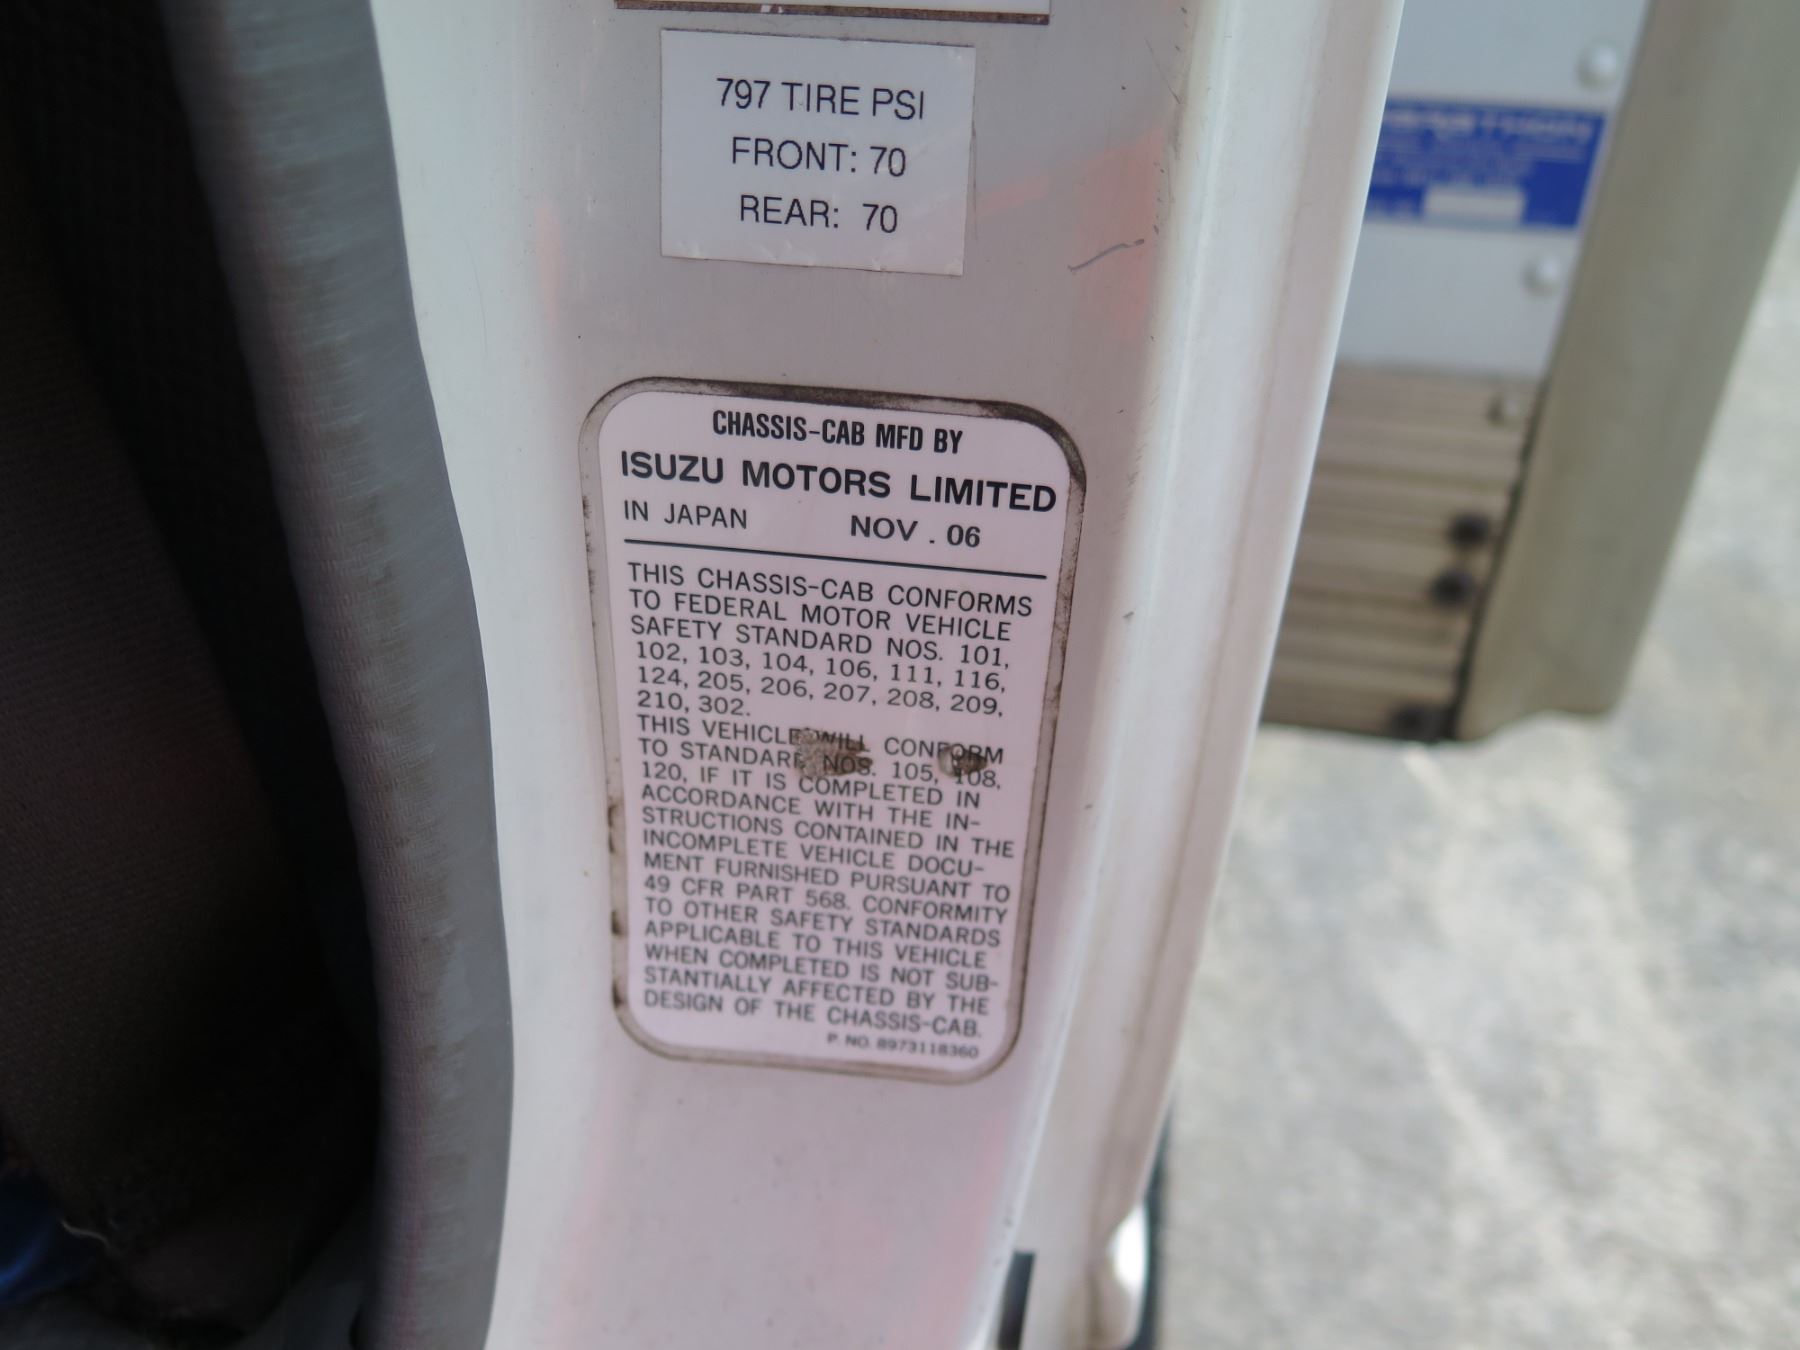 797 TIRE PSI
FRONT: 70
REAR: 70
CHASSIS-CAB MFD BY
ISUZU MOTORS LIMITED
IN JAPAN NOV . 06
THIS CHASSIS-CAB CONFORMS
TO FEDERAL MOTOR VEHICLE
SAFETY STANDARD NOS. 101,
102, 103, 104, 106, 111, 116,
124, 205, 206, 207, 208, 209,
210, 302.
THIS VEHICLE WILL CONFORM
TO STANDARD NOS. 105, 108,
120, IF IT IS COMPLETED IN
ACCORDANCE WITH THE IN-
STRUCTIONS CONTAINED IN THE
INCOMPLETE VEHICLE DOCU-
MENT FURNISHED PURSUANT TO
49 CFR PART 568. CONFORMITY
TO OTHER SAFETY STANDARDS
APPLICABLE TO THIS VEHICLE
WHEN COMPLETED IS NOT SUB-
STANTIALLY AFFECTED BY THE
DESIGN OF THE CHASSIS-CAB.
P. NO. 8973118360